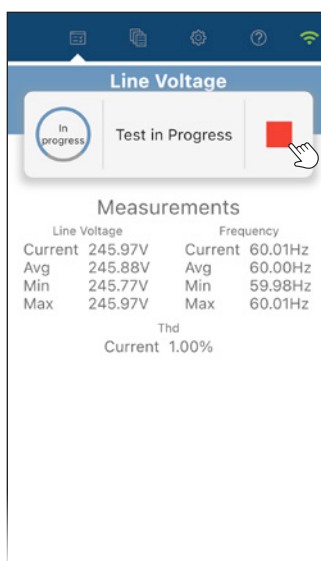 Line Voltage
In
progress
Test in Progress
Measurements
Line Voltage Frequency
Current 245.97V Current 60.01Hz
Avg 245.88V Avg 60.00Hz
Min 245.77V Min 59.98Hz
Max 245.97V Max 60.01Hz
Thd
Current 1.00%